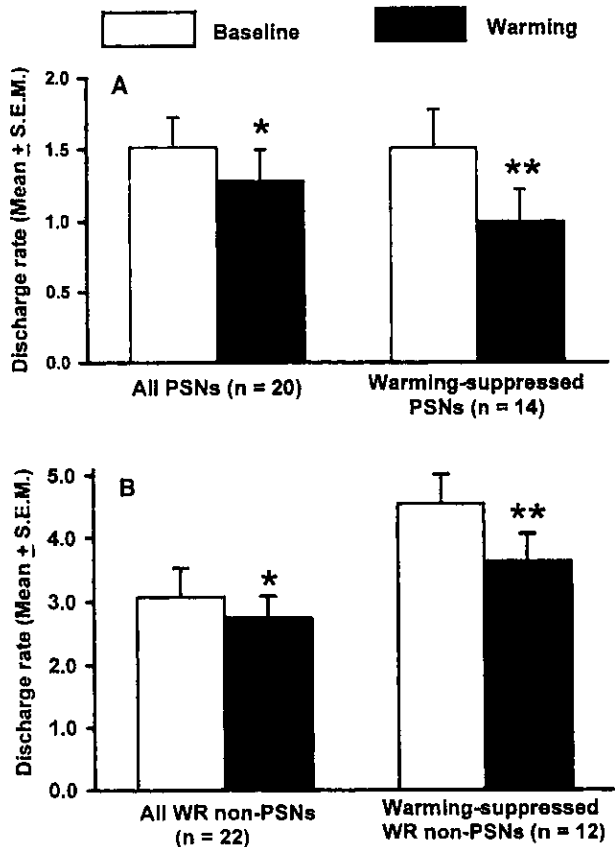 Baseline
Warming
A
Discharge rate (Mean ± S.E.M.)
2.0
1.5
1.0
0.5
0.0
*
**
All PSNs (n = 20)
Warming-suppressed
PSNs (n = 14)
B
Discharge rate (Mean ± S.E.M.)
5.0
4.0
3.0
2.0
1.0
0.0
*
**
All WR non-PSNs
(n = 22)
Warming-suppressed
WR non-PSNs (n = 12)